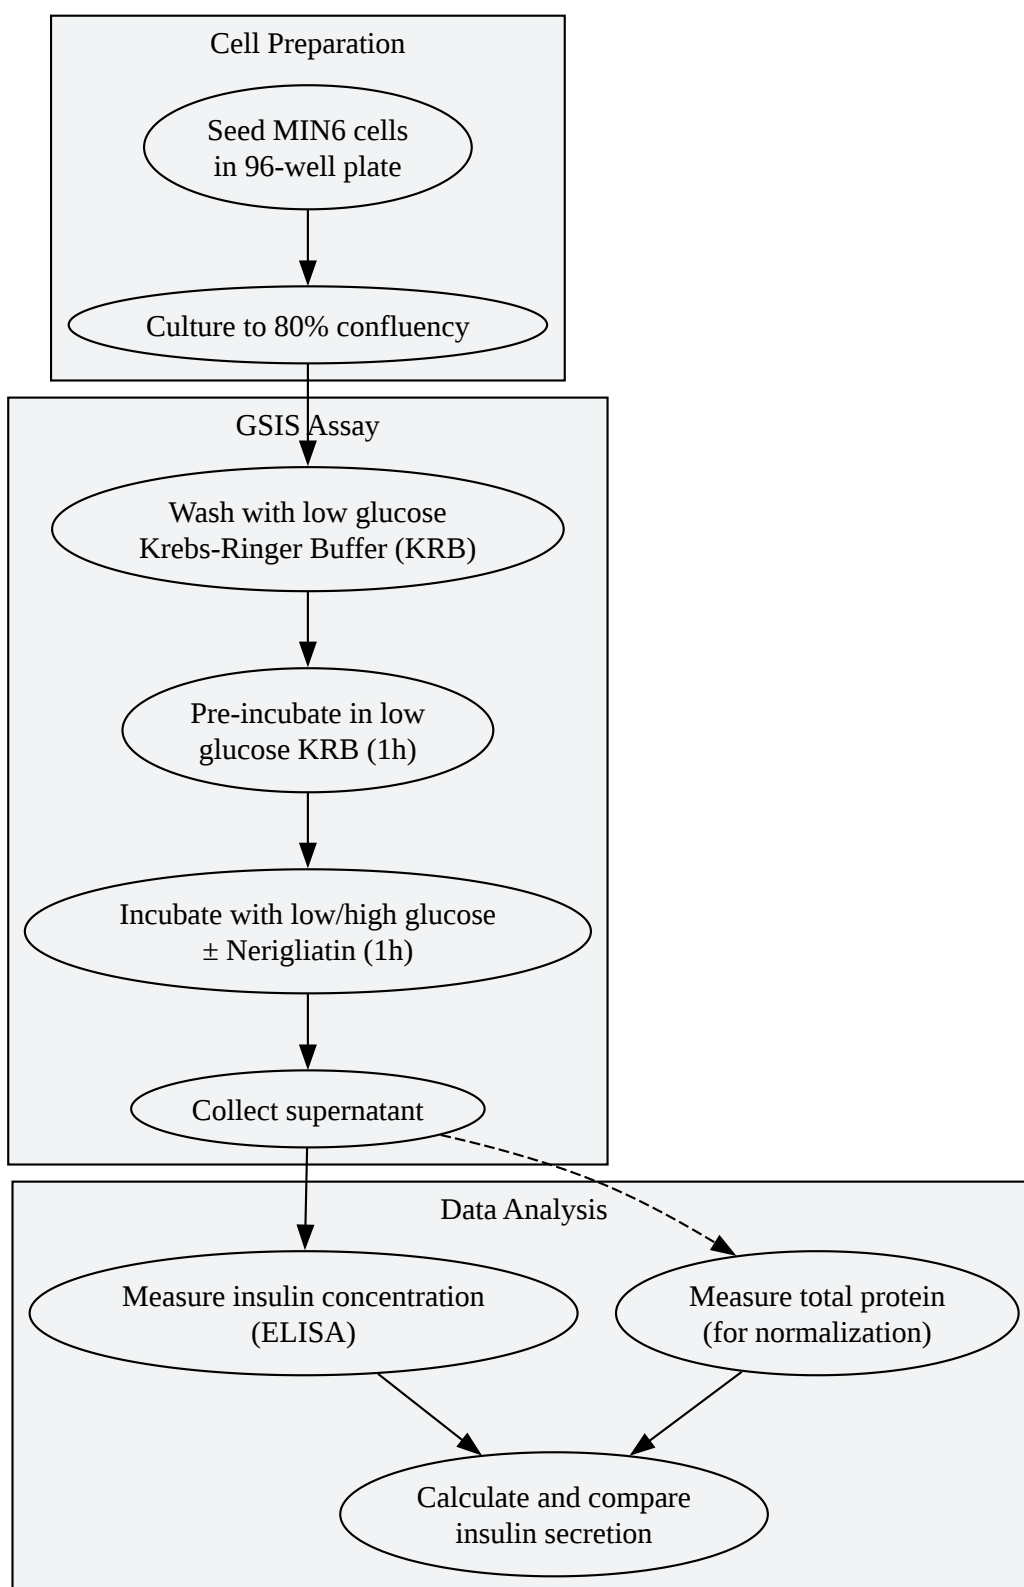 Cell Preparation
Seed MIN6 cells
in 96-well plate
Culture to 80% confluency
GSIS Assay
Wash with low glucose
Krebs-Ringer Buffer (KRB)
Pre-incubate in low
glucose KRB (1h)
Incubate with low/high glucose
± Nerigliatin (1h)
Collect supernatant
Data Analysis
Measure insulin concentration
(ELISA)
Measure total protein
(for normalization)
Calculate and compare
insulin secretion